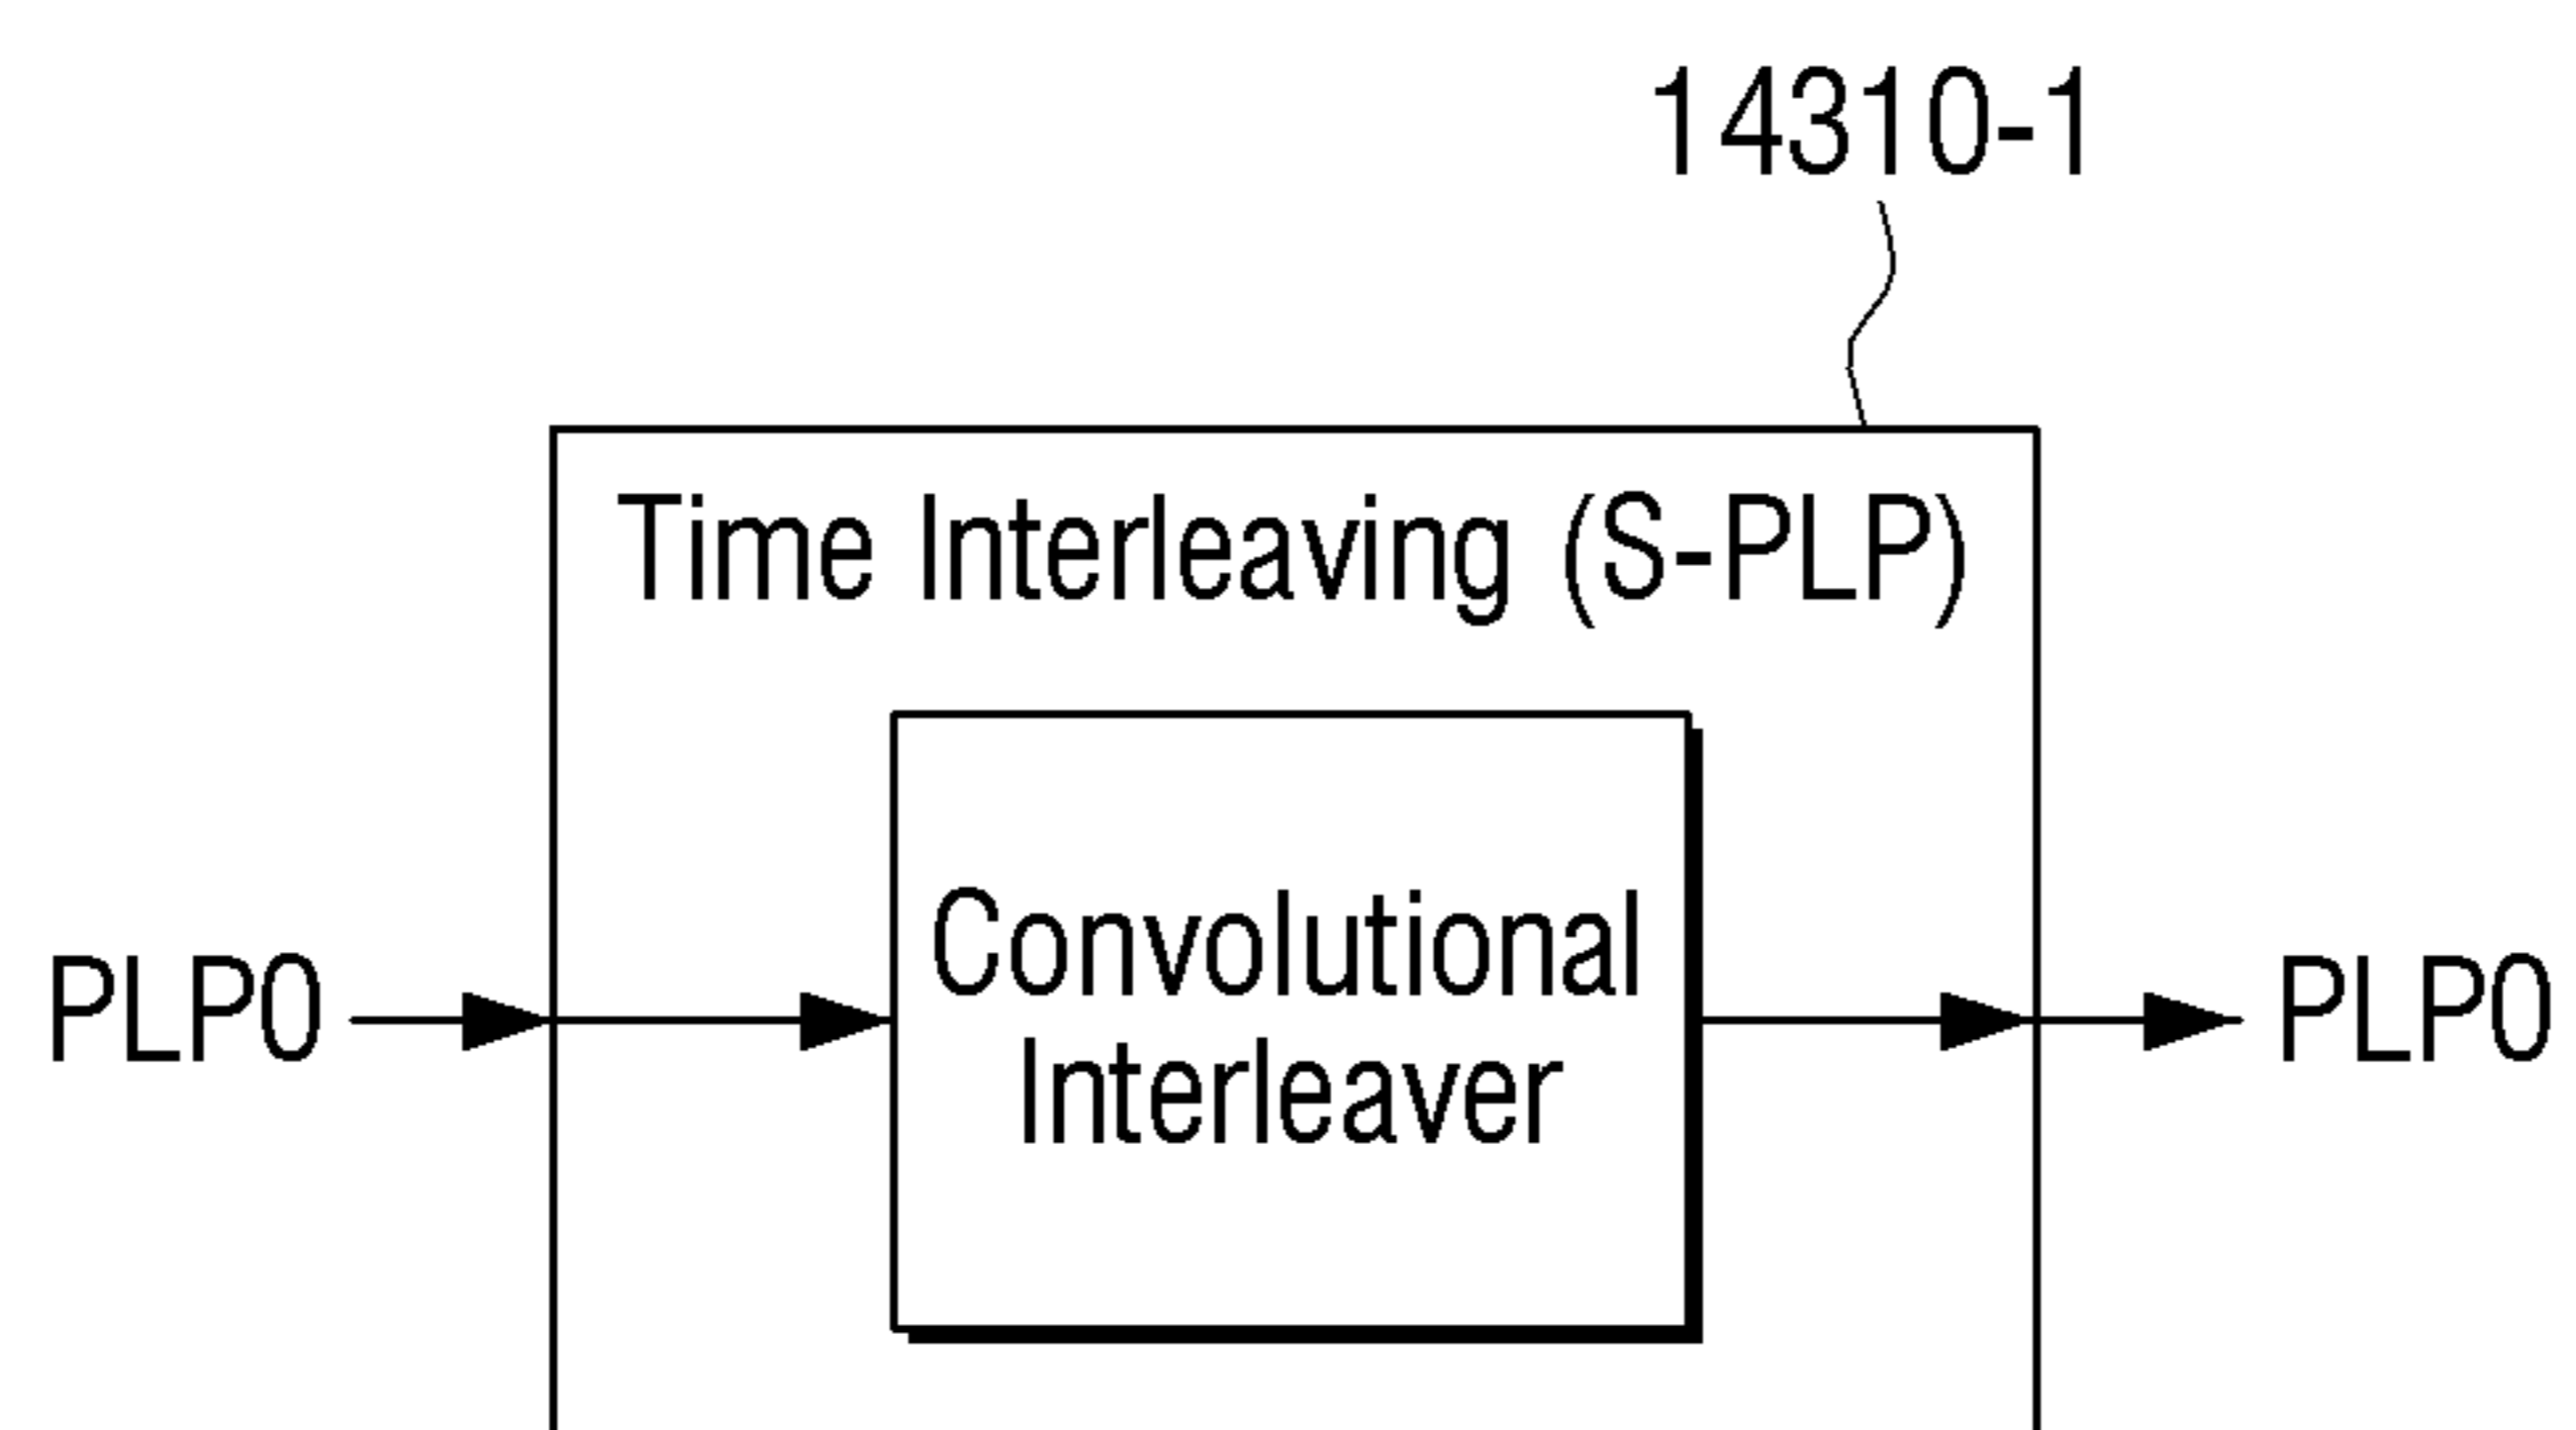 14310-1
Time Interleaving (S-PLP)
Convolutional
Interleaver
PLP0
PLP0